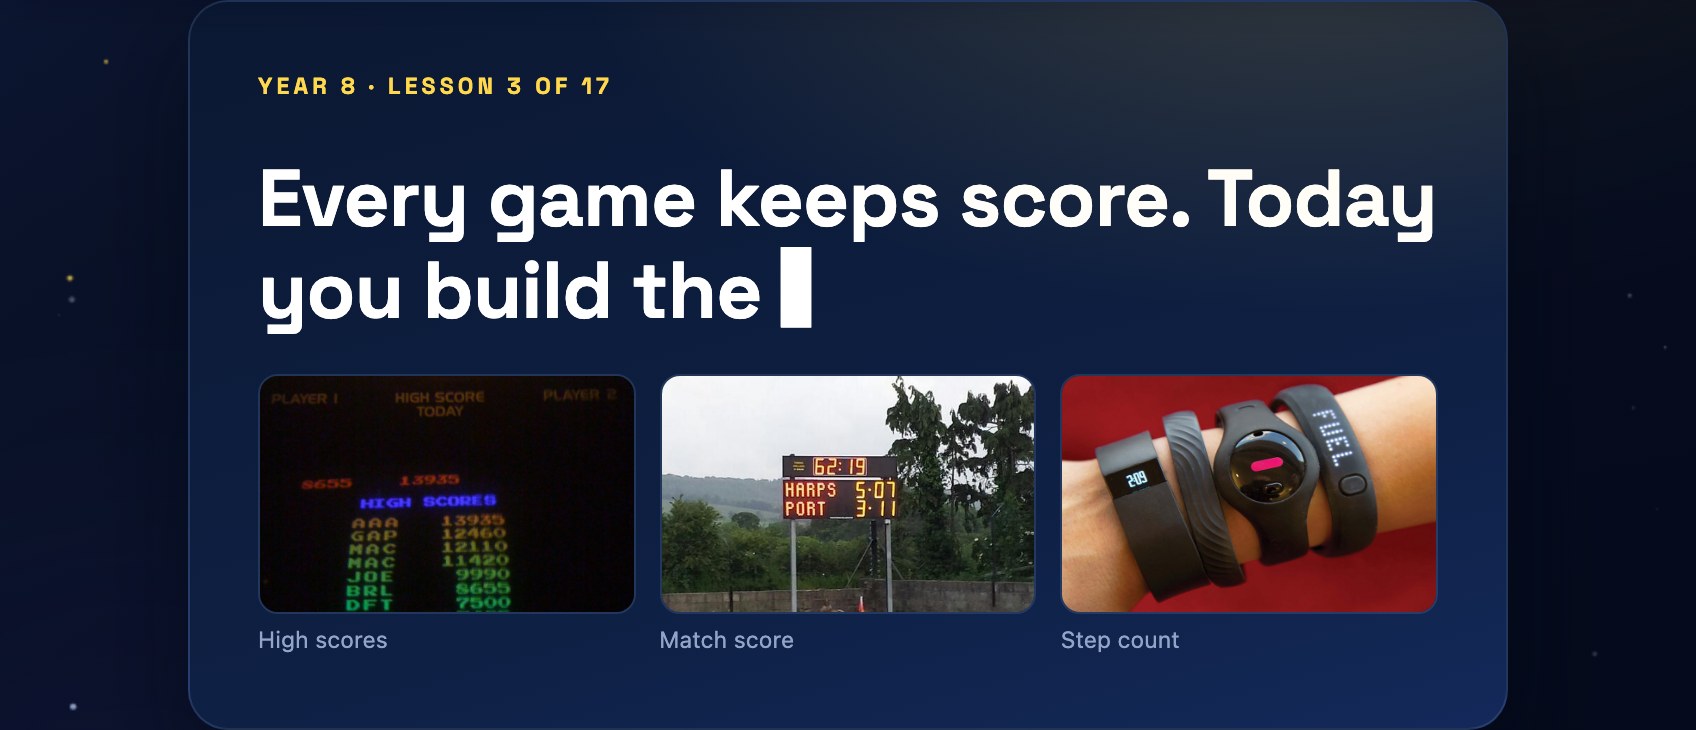 YEAR 8 · LESSON 3 OF 17
Every game keeps score. Today
you build the
PLAYER 1 HIGH SCORE PLAYER 2
TODAY
8655 13935
HIGH SCORES
AAA 13935
GAP 12460
MAC 12110
MAC 11420
JOE 9990
BRL 8655
DFT 7500
62:19
HARPS 5·07
PORT 3·11
2:09
FUEL
High scores
Match score
Step count